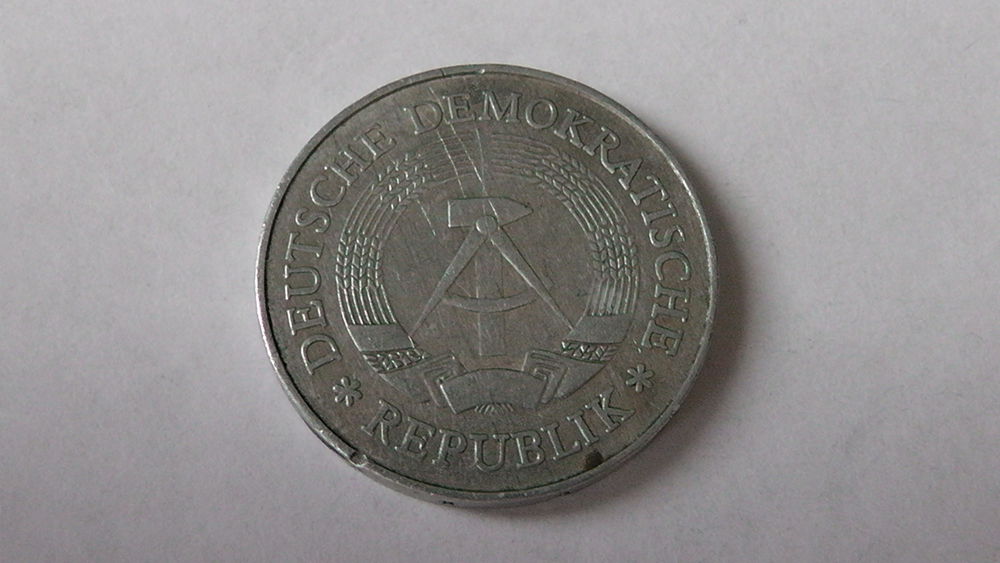 DEUTSCHE DEMOKRATISCHE
* REPUBLIK *